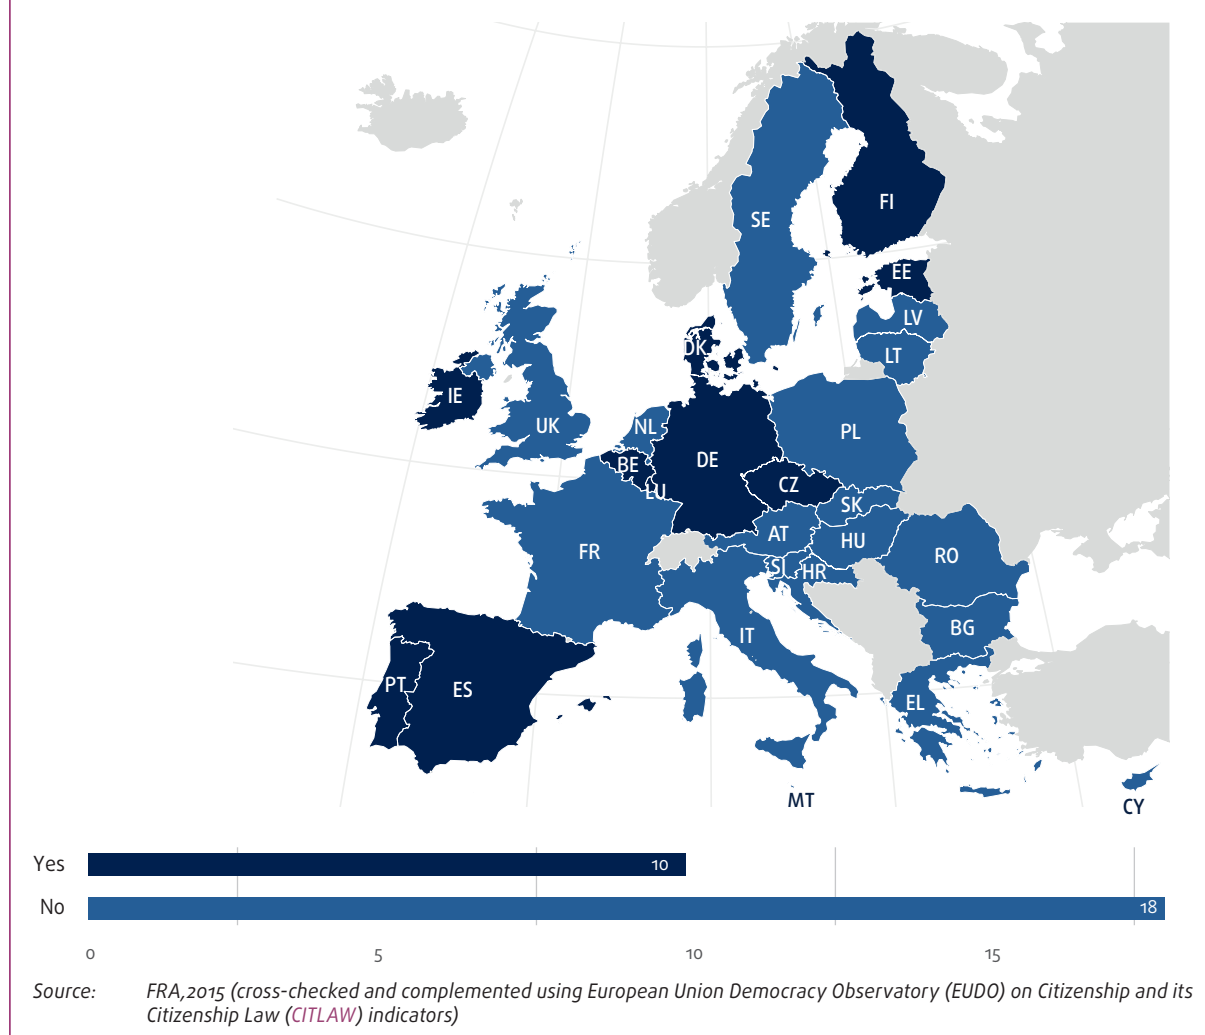 FI
SE
EE
LV
DK
LT
IE
UK
NL
PL
BE
DE
CZ
LU
SK
AT
HU
FR
RO
SI
HR
BG
IT
PT
ES
EL
MT
CY
Yes
10
No
18
0 5 10 15
Source: FRA,2015 (cross-checked and complemented using European Union Democracy Observatory (EUDO) on Citizenship and its
Citizenship Law (CITLAW) indicators)